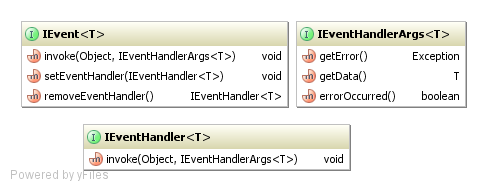 IEvent<T>
invoke(Object, IEventHandlerArgs<T>) void
setEventHandler(IEventHandler<T>) void
removeEventHandler() IEventHandler<T>
IEventHandlerArgs<T>
getError() Exception
getData() T
errorOccurred() boolean
IEventHandler<T>
invoke(Object, IEventHandlerArgs<T>) void
Powered by yFiles